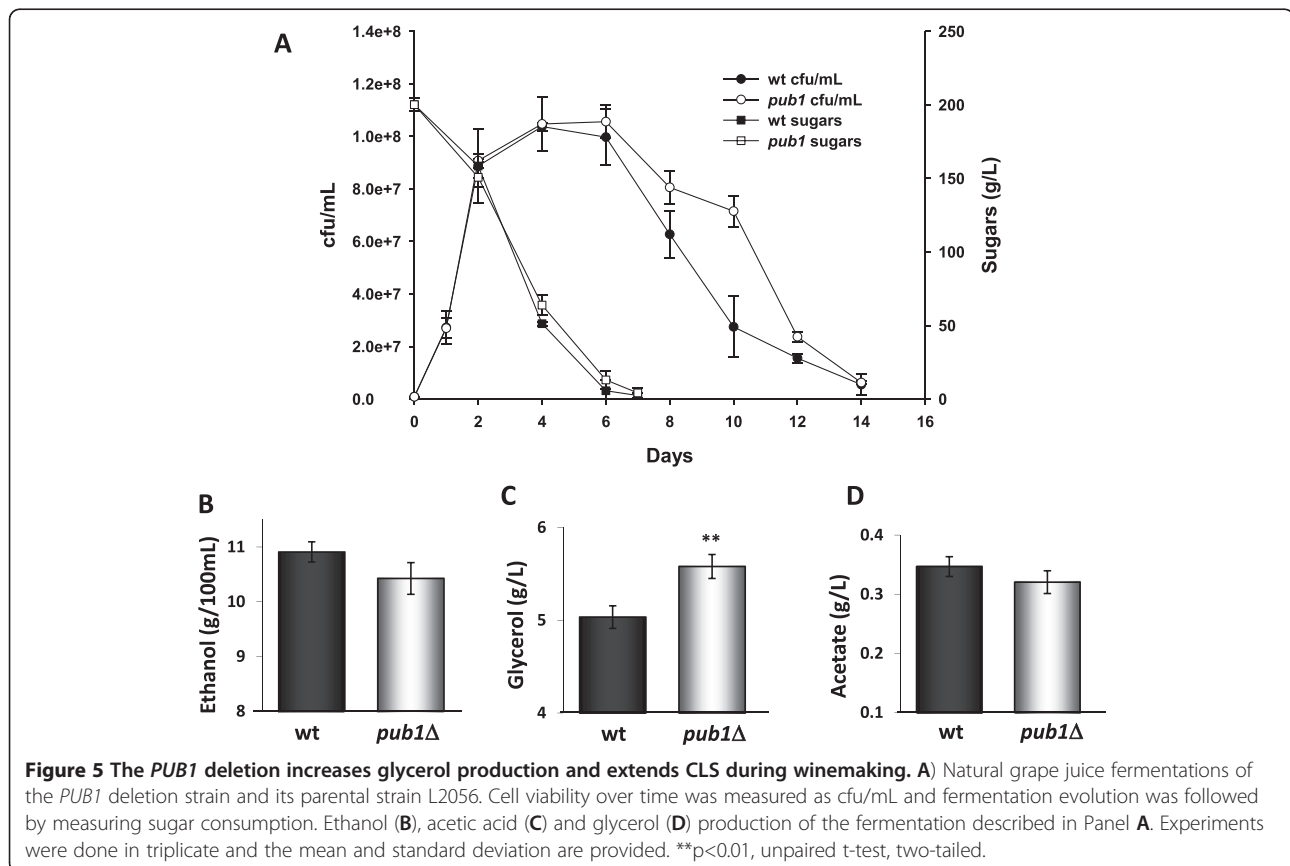 A
1.4e+8
1.2e+8
1.0e+8
8.0e+7
6.0e+7
4.0e+7
2.0e+7
0.0
cfu/mL
250
200
150
100
50
0
Sugars (g/L)
wt cfu/mL
pub1 cfu/mL
wt sugars
pub1 sugars
0 2 4 6 8 10 12 14 16
Days
B
Ethanol (g/100mL)
11
10
9
8
wt pub1Δ
C
Glycerol (g/L)
6
5
4
**
wt pub1Δ
D
Acetate (g/L)
0.4
0.3
0.2
0.1
wt pub1Δ
Figure 5 The PUB1 deletion increases glycerol production and extends CLS during winemaking. A) Natural grape juice fermentations of
the PUB1 deletion strain and its parental strain L2056. Cell viability over time was measured as cfu/mL and fermentation evolution was followed
by measuring sugar consumption. Ethanol (B), acetic acid (C) and glycerol (D) production of the fermentation described in Panel A. Experiments
were done in triplicate and the mean and standard deviation are provided. **p<0.01, unpaired t-test, two-tailed.